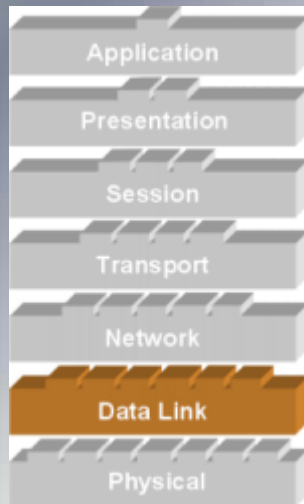 Application
Presentation
Session
Transport
Network
Data Link
Physical